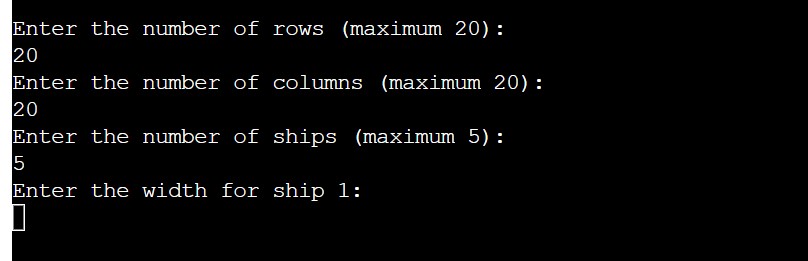 Enter the number of rows (maximum 20):
20
Enter the number of columns (maximum 20):
20
Enter the number of ships (maximum 5):
5
Enter the width for ship 1: